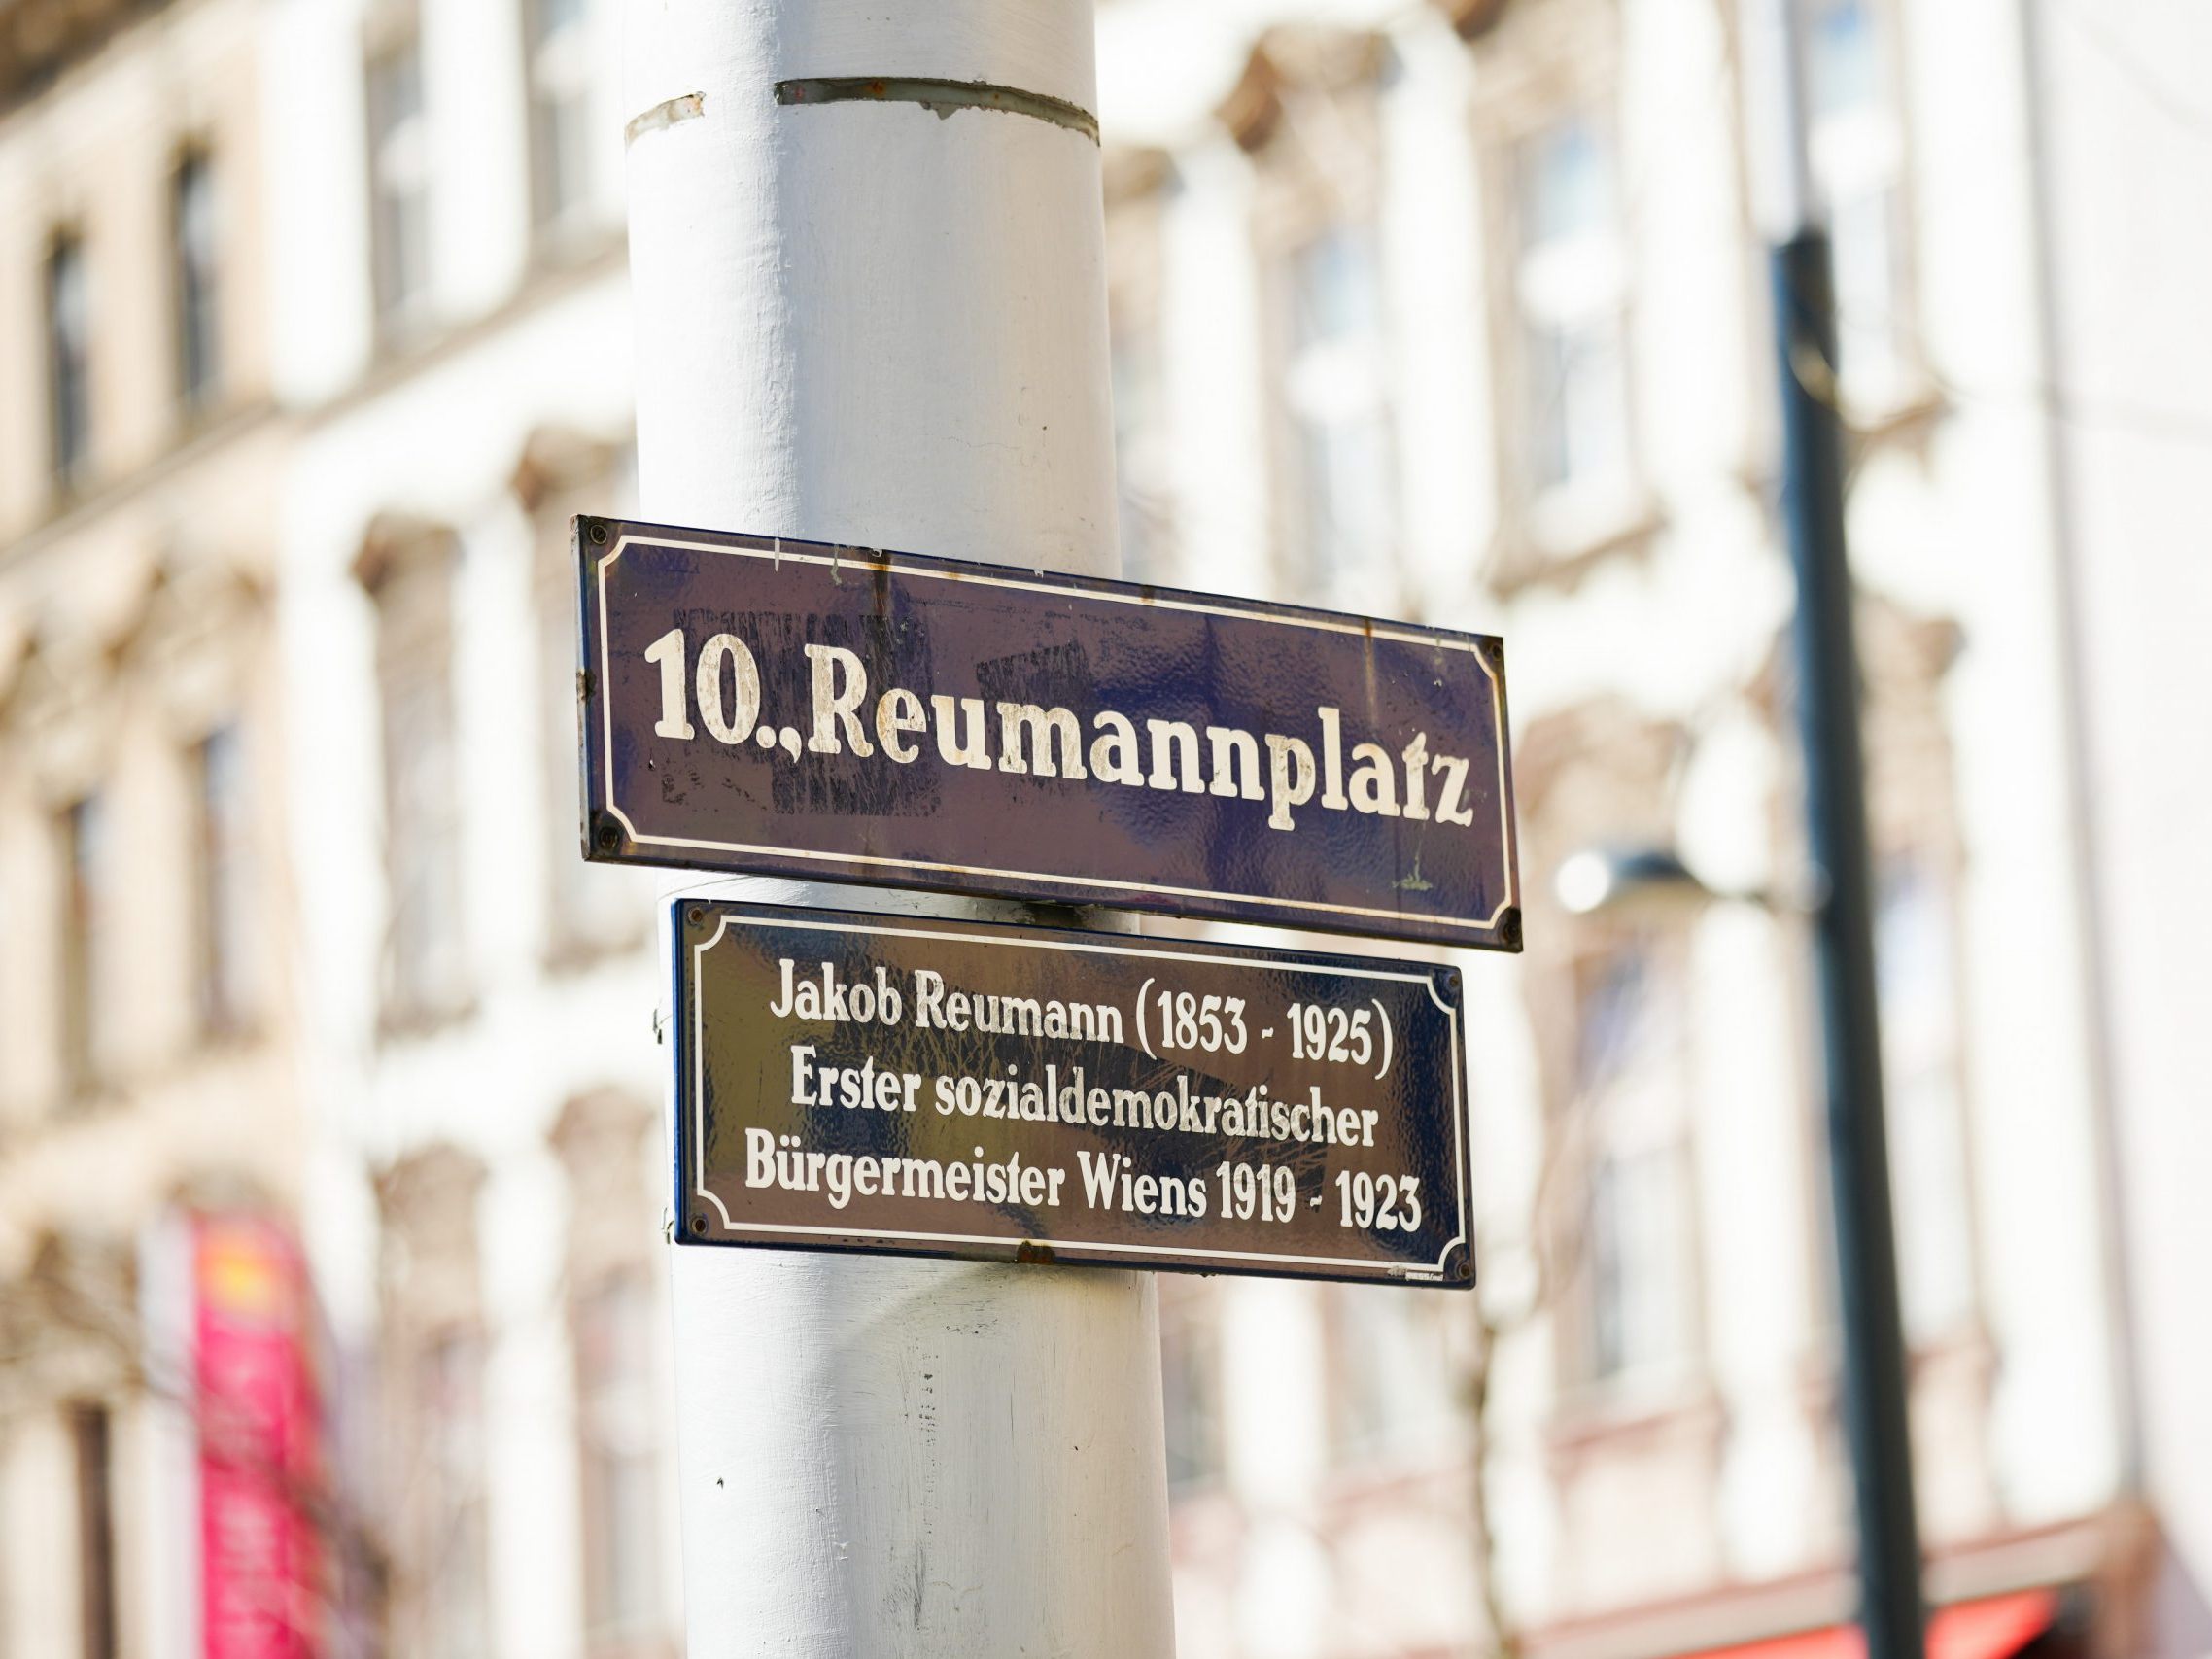 10.,Reumannplatz
Jakob Reumann (1853 - 1925)
Erster sozialdemokratischer
Bürgermeister Wiens 1919 - 1923